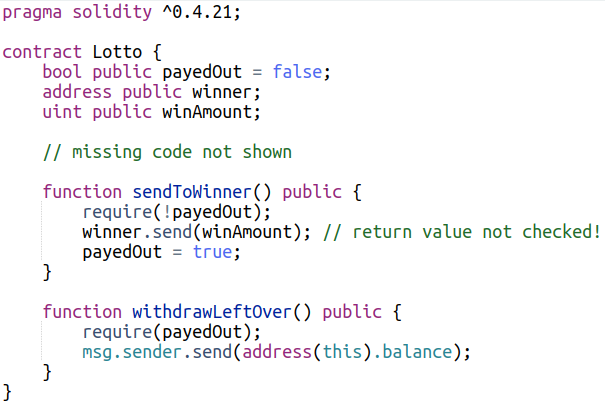 pragma solidity ^0.4.21;

contract Lotto {
    bool public payedOut = false;
    address public winner;
    uint public winAmount;

    // missing code not shown

    function sendToWinner() public {
        require(!payedOut);
        winner.send(winAmount); // return value not checked!
        payedOut = true;
    }

    function withdrawLeftOver() public {
        require(payedOut);
        msg.sender.send(address(this).balance);
    }
}